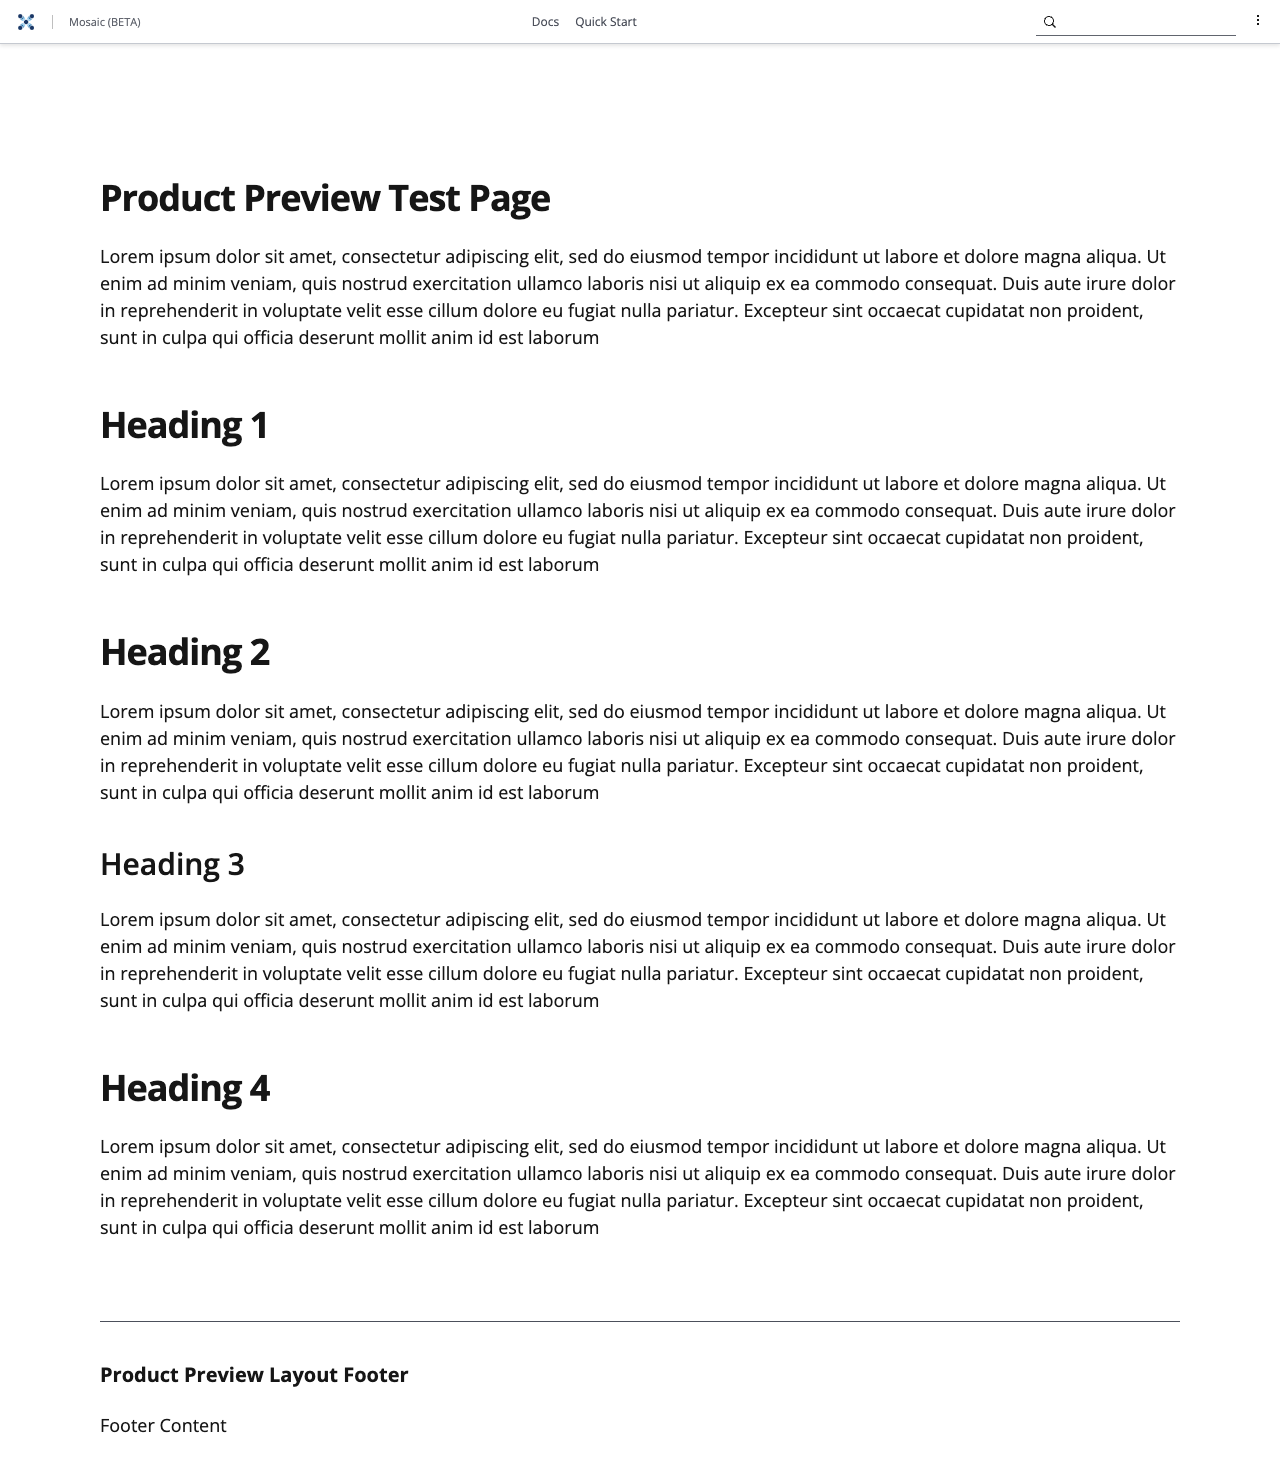 Mosaic (BETA)
Docs
Quick Start
Product Preview Test Page
Lorem ipsum dolor sit amet, consectetur adipiscing elit, sed do eiusmod tempor incididunt ut labore et dolore magna aliqua. Ut
enim ad minim veniam, quis nostrud exercitation ullamco laboris nisi ut aliquip ex ea commodo consequat. Duis aute irure dolor
in reprehenderit in voluptate velit esse cillum dolore eu fugiat nulla pariatur. Excepteur sint occaecat cupidatat non proident,
sunt in culpa qui officia deserunt mollit anim id est laborum
Heading 1
Lorem ipsum dolor sit amet, consectetur adipiscing elit, sed do eiusmod tempor incididunt ut labore et dolore magna aliqua. Ut
enim ad minim veniam, quis nostrud exercitation ullamco laboris nisi ut aliquip ex ea commodo consequat. Duis aute irure dolor
in reprehenderit in voluptate velit esse cillum dolore eu fugiat nulla pariatur. Excepteur sint occaecat cupidatat non proident,
sunt in culpa qui officia deserunt mollit anim id est laborum
Heading 2
Lorem ipsum dolor sit amet, consectetur adipiscing elit, sed do eiusmod tempor incididunt ut labore et dolore magna aliqua. Ut
enim ad minim veniam, quis nostrud exercitation ullamco laboris nisi ut aliquip ex ea commodo consequat. Duis aute irure dolor
in reprehenderit in voluptate velit esse cillum dolore eu fugiat nulla pariatur. Excepteur sint occaecat cupidatat non proident,
sunt in culpa qui officia deserunt mollit anim id est laborum
Heading 3
Lorem ipsum dolor sit amet, consectetur adipiscing elit, sed do eiusmod tempor incididunt ut labore et dolore magna aliqua. Ut
enim ad minim veniam, quis nostrud exercitation ullamco laboris nisi ut aliquip ex ea commodo consequat. Duis aute irure dolor
in reprehenderit in voluptate velit esse cillum dolore eu fugiat nulla pariatur. Excepteur sint occaecat cupidatat non proident,
sunt in culpa qui officia deserunt mollit anim id est laborum
Heading 4
Lorem ipsum dolor sit amet, consectetur adipiscing elit, sed do eiusmod tempor incididunt ut labore et dolore magna aliqua. Ut
enim ad minim veniam, quis nostrud exercitation ullamco laboris nisi ut aliquip ex ea commodo consequat. Duis aute irure dolor
in reprehenderit in voluptate velit esse cillum dolore eu fugiat nulla pariatur. Excepteur sint occaecat cupidatat non proident,
sunt in culpa qui officia deserunt mollit anim id est laborum
Product Preview Layout Footer
Footer Content